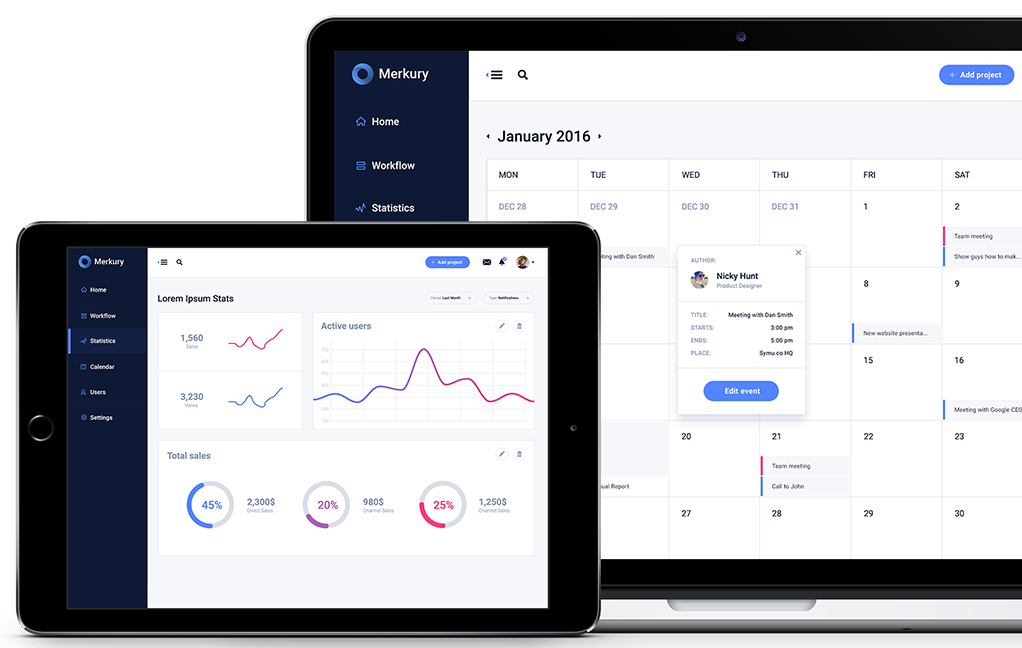 Merkury
Home
Workflow
Statistics
+ Add project
January 2016
MON TUE WED THU FRI SAT
DEC 28 DEC 29 DEC 30 DEC 31 1 2
Team meeting
ting with Dan Smith
Show guys how to mak...
AUTHOR:
Nicky Hunt
Product Designer
TITLE: Meeting with Dan Smith
STARTS: 3:00 pm
ENDS: 5:00 pm
PLACE: Symu.co HQ
Edit event
8 9
New website presenta...
15 16
Meeting with Google CEO
20 21 22 23
Team meeting
ual Report
Call to John
27 28 29 30
Merkury
Home
Workflow
Statistics
Calendar
Users
Settings
+ Add project
Lorem Ipsum Stats
Period: Last Month
Type: Notifications
1,560
Sales
3,230
Views
Active users
Total sales
45%
2,300$
Direct Sales
20%
980$
Channel Sales
25%
1,250$
Channel Sales